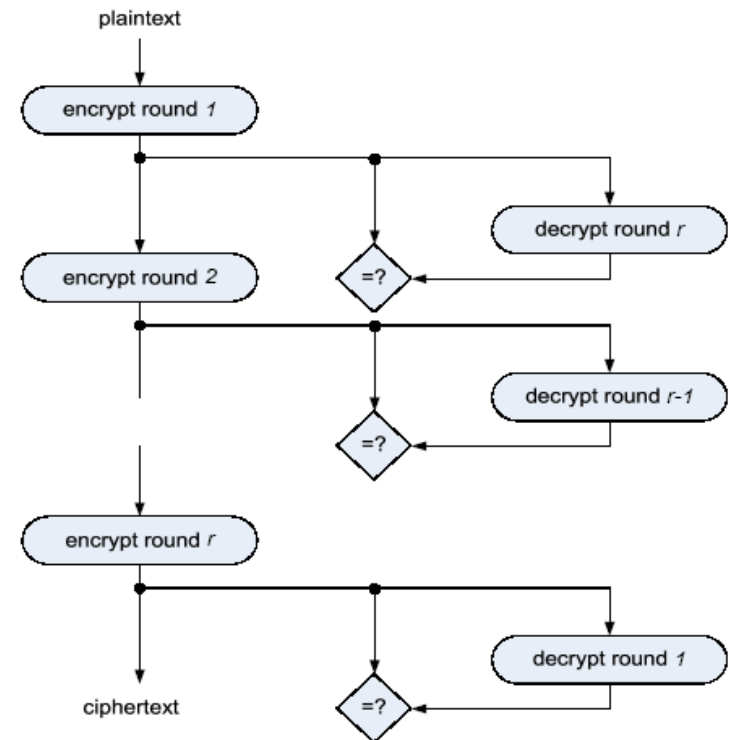 plaintext
encrypt round 1
decrypt round r
encrypt round 2
=?
decrypt round r-1
=?
encrypt round r
decrypt round 1
ciphertext
=?